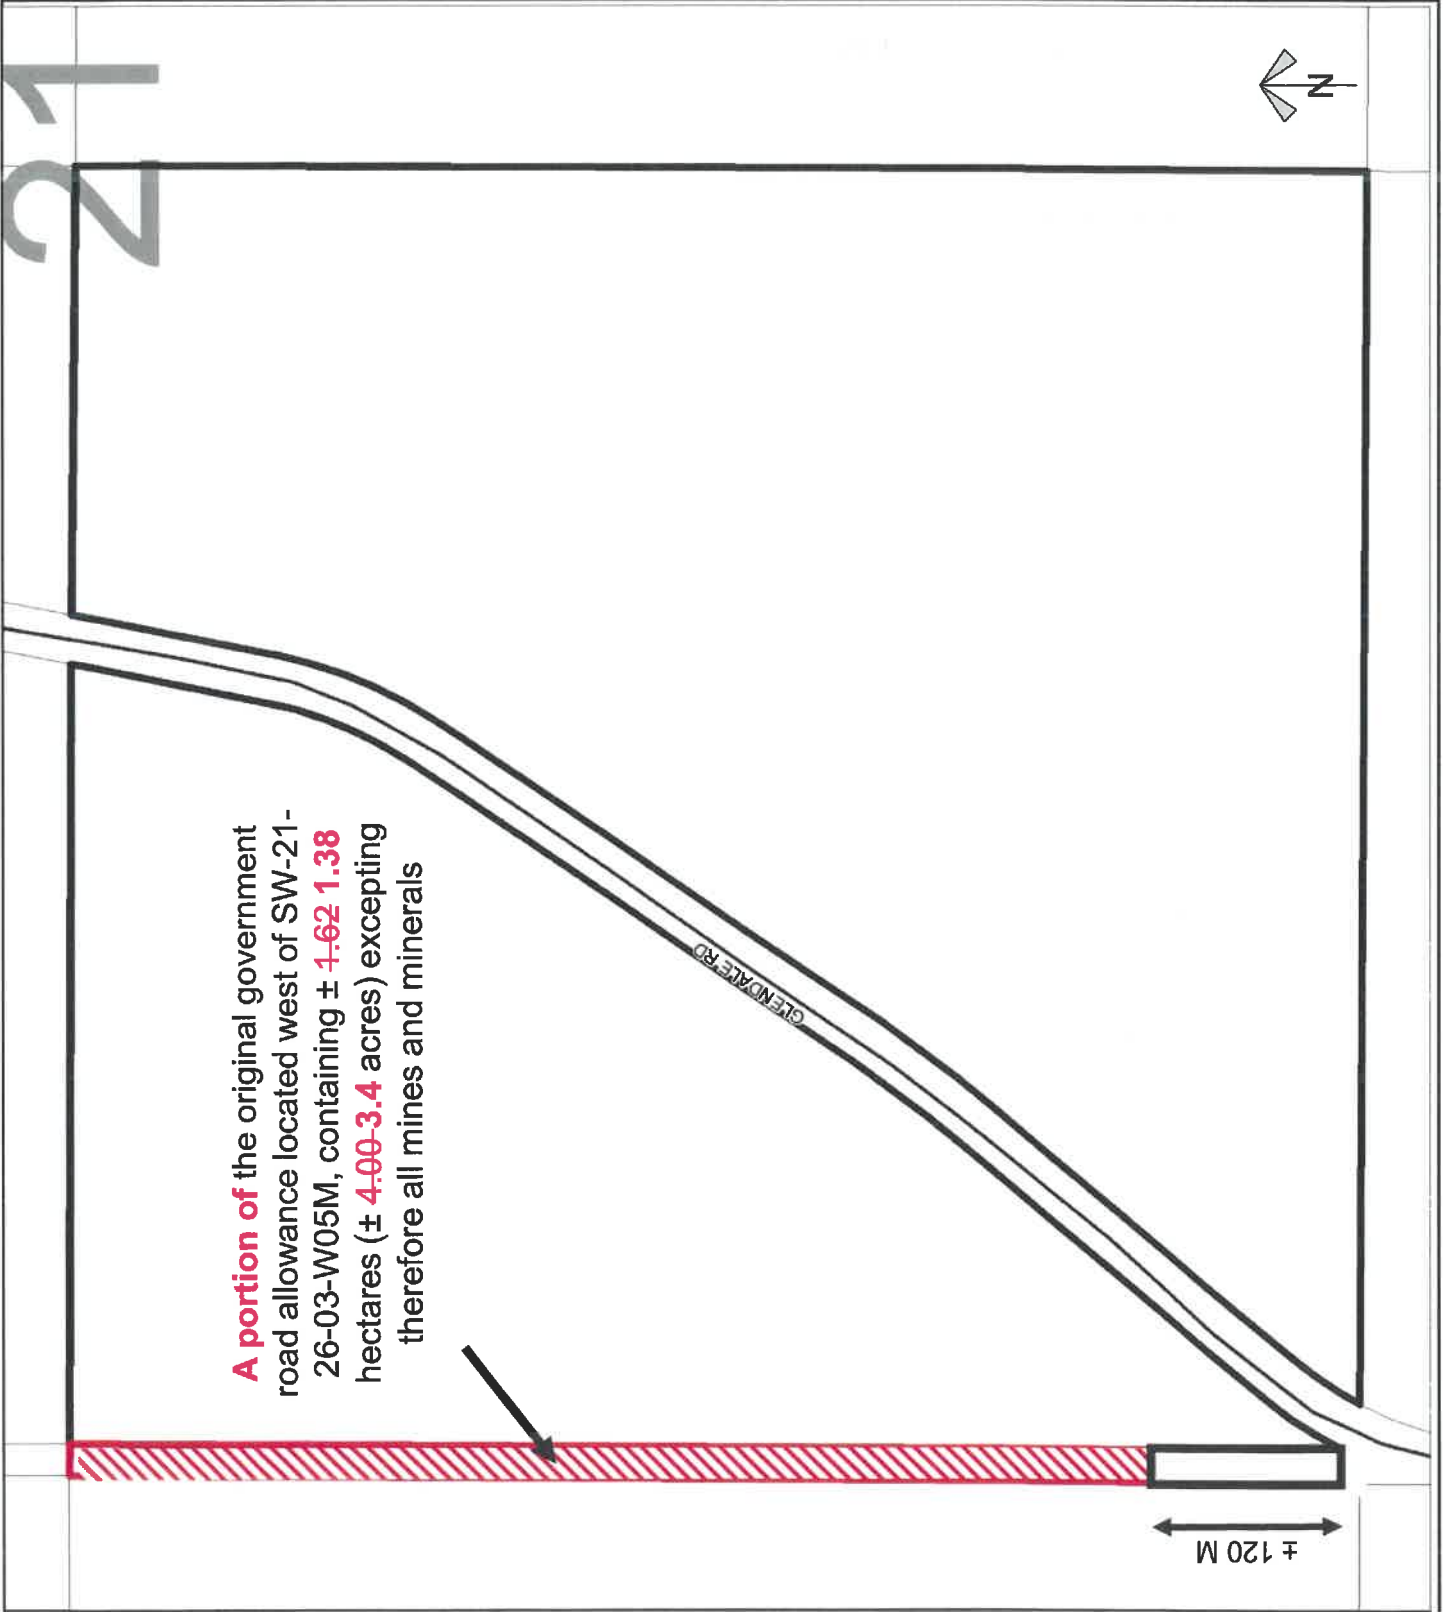 21
N
A portion of the original government
road allowance located west of SW-21-
26-03-W05M, containing ± 1.62 1.38
hectares (± 4.00 3.4 acres) excepting
therefore all mines and minerals
GLENDALE RD
± 120 M